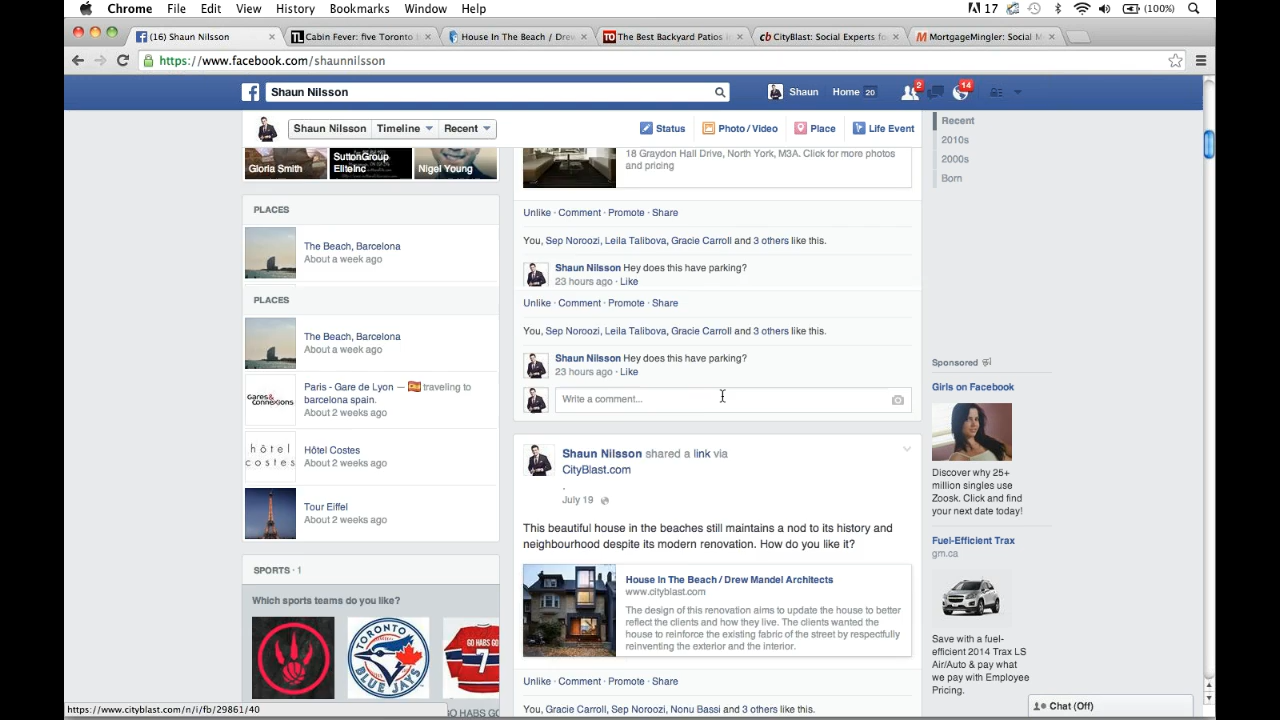 Chrome File Edit View History Bookmarks Window Help
17 (100%)
(16) Shaun Nilsson
Cabin Fever: five Toronto
House In The Beach / Drew
The Best Backyard Patios
CityBlast: Social Experts fo
MortgageMingler: Social M
https://www.facebook.com/shaunnilsson
Shaun Nilsson
Shaun Home 20
2 14
Shaun Nilsson Timeline Recent
Status Photo / Video Place Life Event
Gloria Smith
SuttonGroup EliteInc
Nigel Young
PLACES
The Beach, Barcelona
About a week ago
PLACES
The Beach, Barcelona
About a week ago
Paris - Gare de Lyon — traveling to
barcelona spain.
About 2 weeks ago
Hôtel Costes
About 2 weeks ago
hôtel
costes
Tour Eiffel
About 2 weeks ago
SPORTS · 1
Which sports teams do you like?
TORONTO
BLUE JAYS
GO HABS GO
7
GO HABS GO
18 Graydon Hall Drive, North York, M3A. Click for more photos
and pricing
Unlike · Comment · Promote · Share
You, Sep Noroozi, Leila Talibova, Gracie Carroll and 3 others like this.
Shaun Nilsson Hey does this have parking?
23 hours ago · Like
Unlike · Comment · Promote · Share
You, Sep Noroozi, Leila Talibova, Gracie Carroll and 3 others like this.
Shaun Nilsson Hey does this have parking?
23 hours ago · Like
Write a comment...
Shaun Nilsson shared a link via
CityBlast.com
.
July 19
This beautiful house in the beaches still maintains a nod to its history and
neighbourhood despite its modern renovation. How do you like it?
House In The Beach / Drew Mandel Architects
www.cityblast.com
The design of this renovation aims to update the house to better
reflect the clients and how they live. The clients wanted the
house to reinforce the existing fabric of the street by respectfully
reinventing the exterior and the interior.
Unlike · Comment · Promote · Share
You, Gracie Carroll, Sep Noroozi, Nonu Bassi and 3 others like this.
Recent
2010s
2000s
Born
Sponsored
Girls on Facebook
Discover why 25+
million singles use
Zoosk. Click and find
your next date today!
Fuel-Efficient Trax
gm.ca
Save with a fuel-
efficient 2014 Trax LS
Air/Auto & pay what
we pay with Employee
Pricing.
Chat (Off)
https://www.cityblast.com/n/i/fb/29861/40